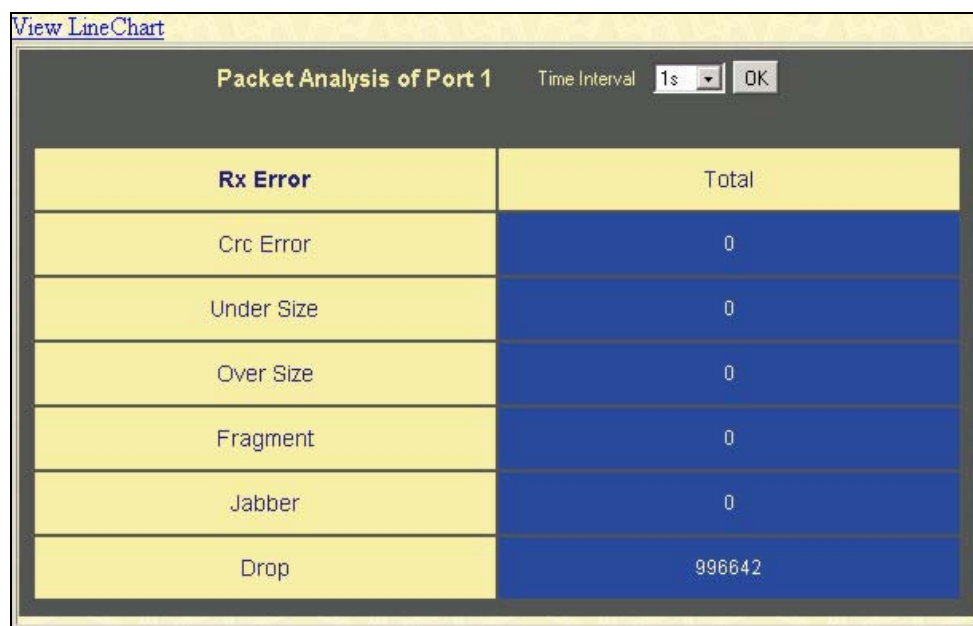 View LineChart
Packet Analysis of Port 1 Time Interval 1s OK
Rx Error Total
Crc Error 0
Under Size 0
Over Size 0
Fragment 0
Jabber 0
Drop 996642